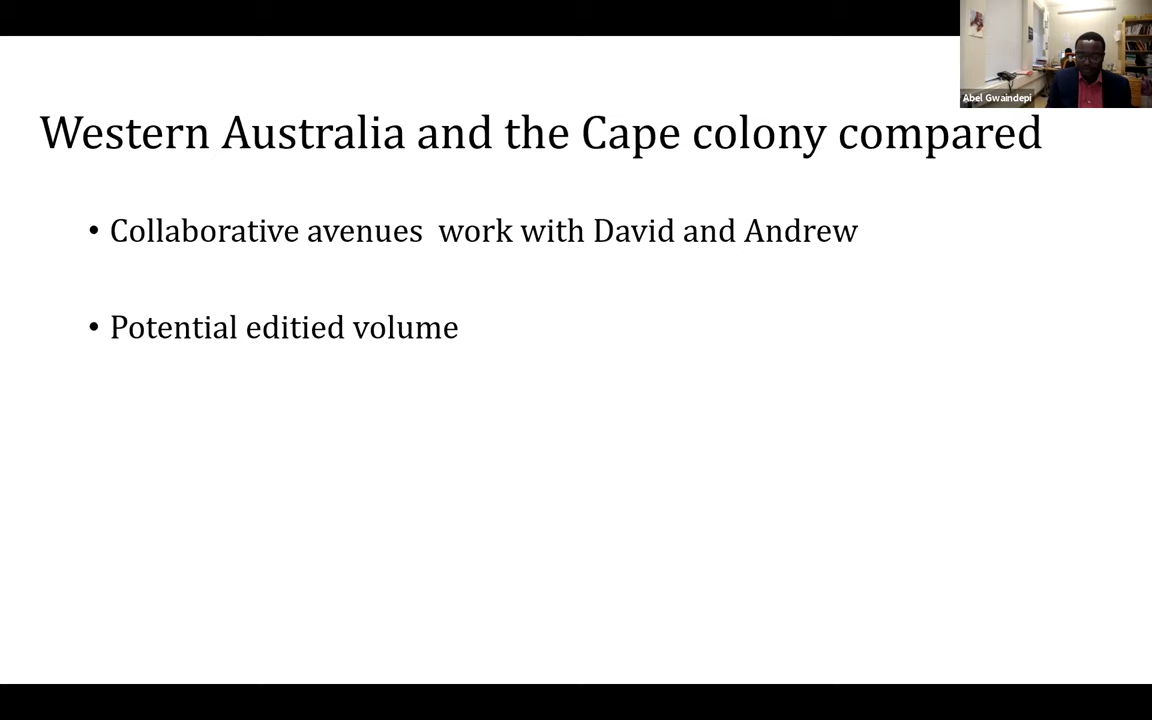 Abel Gwaindepi
Western Australia and the Cape colony compared
• Collaborative avenues  work with David and Andrew
• Potential editied volume